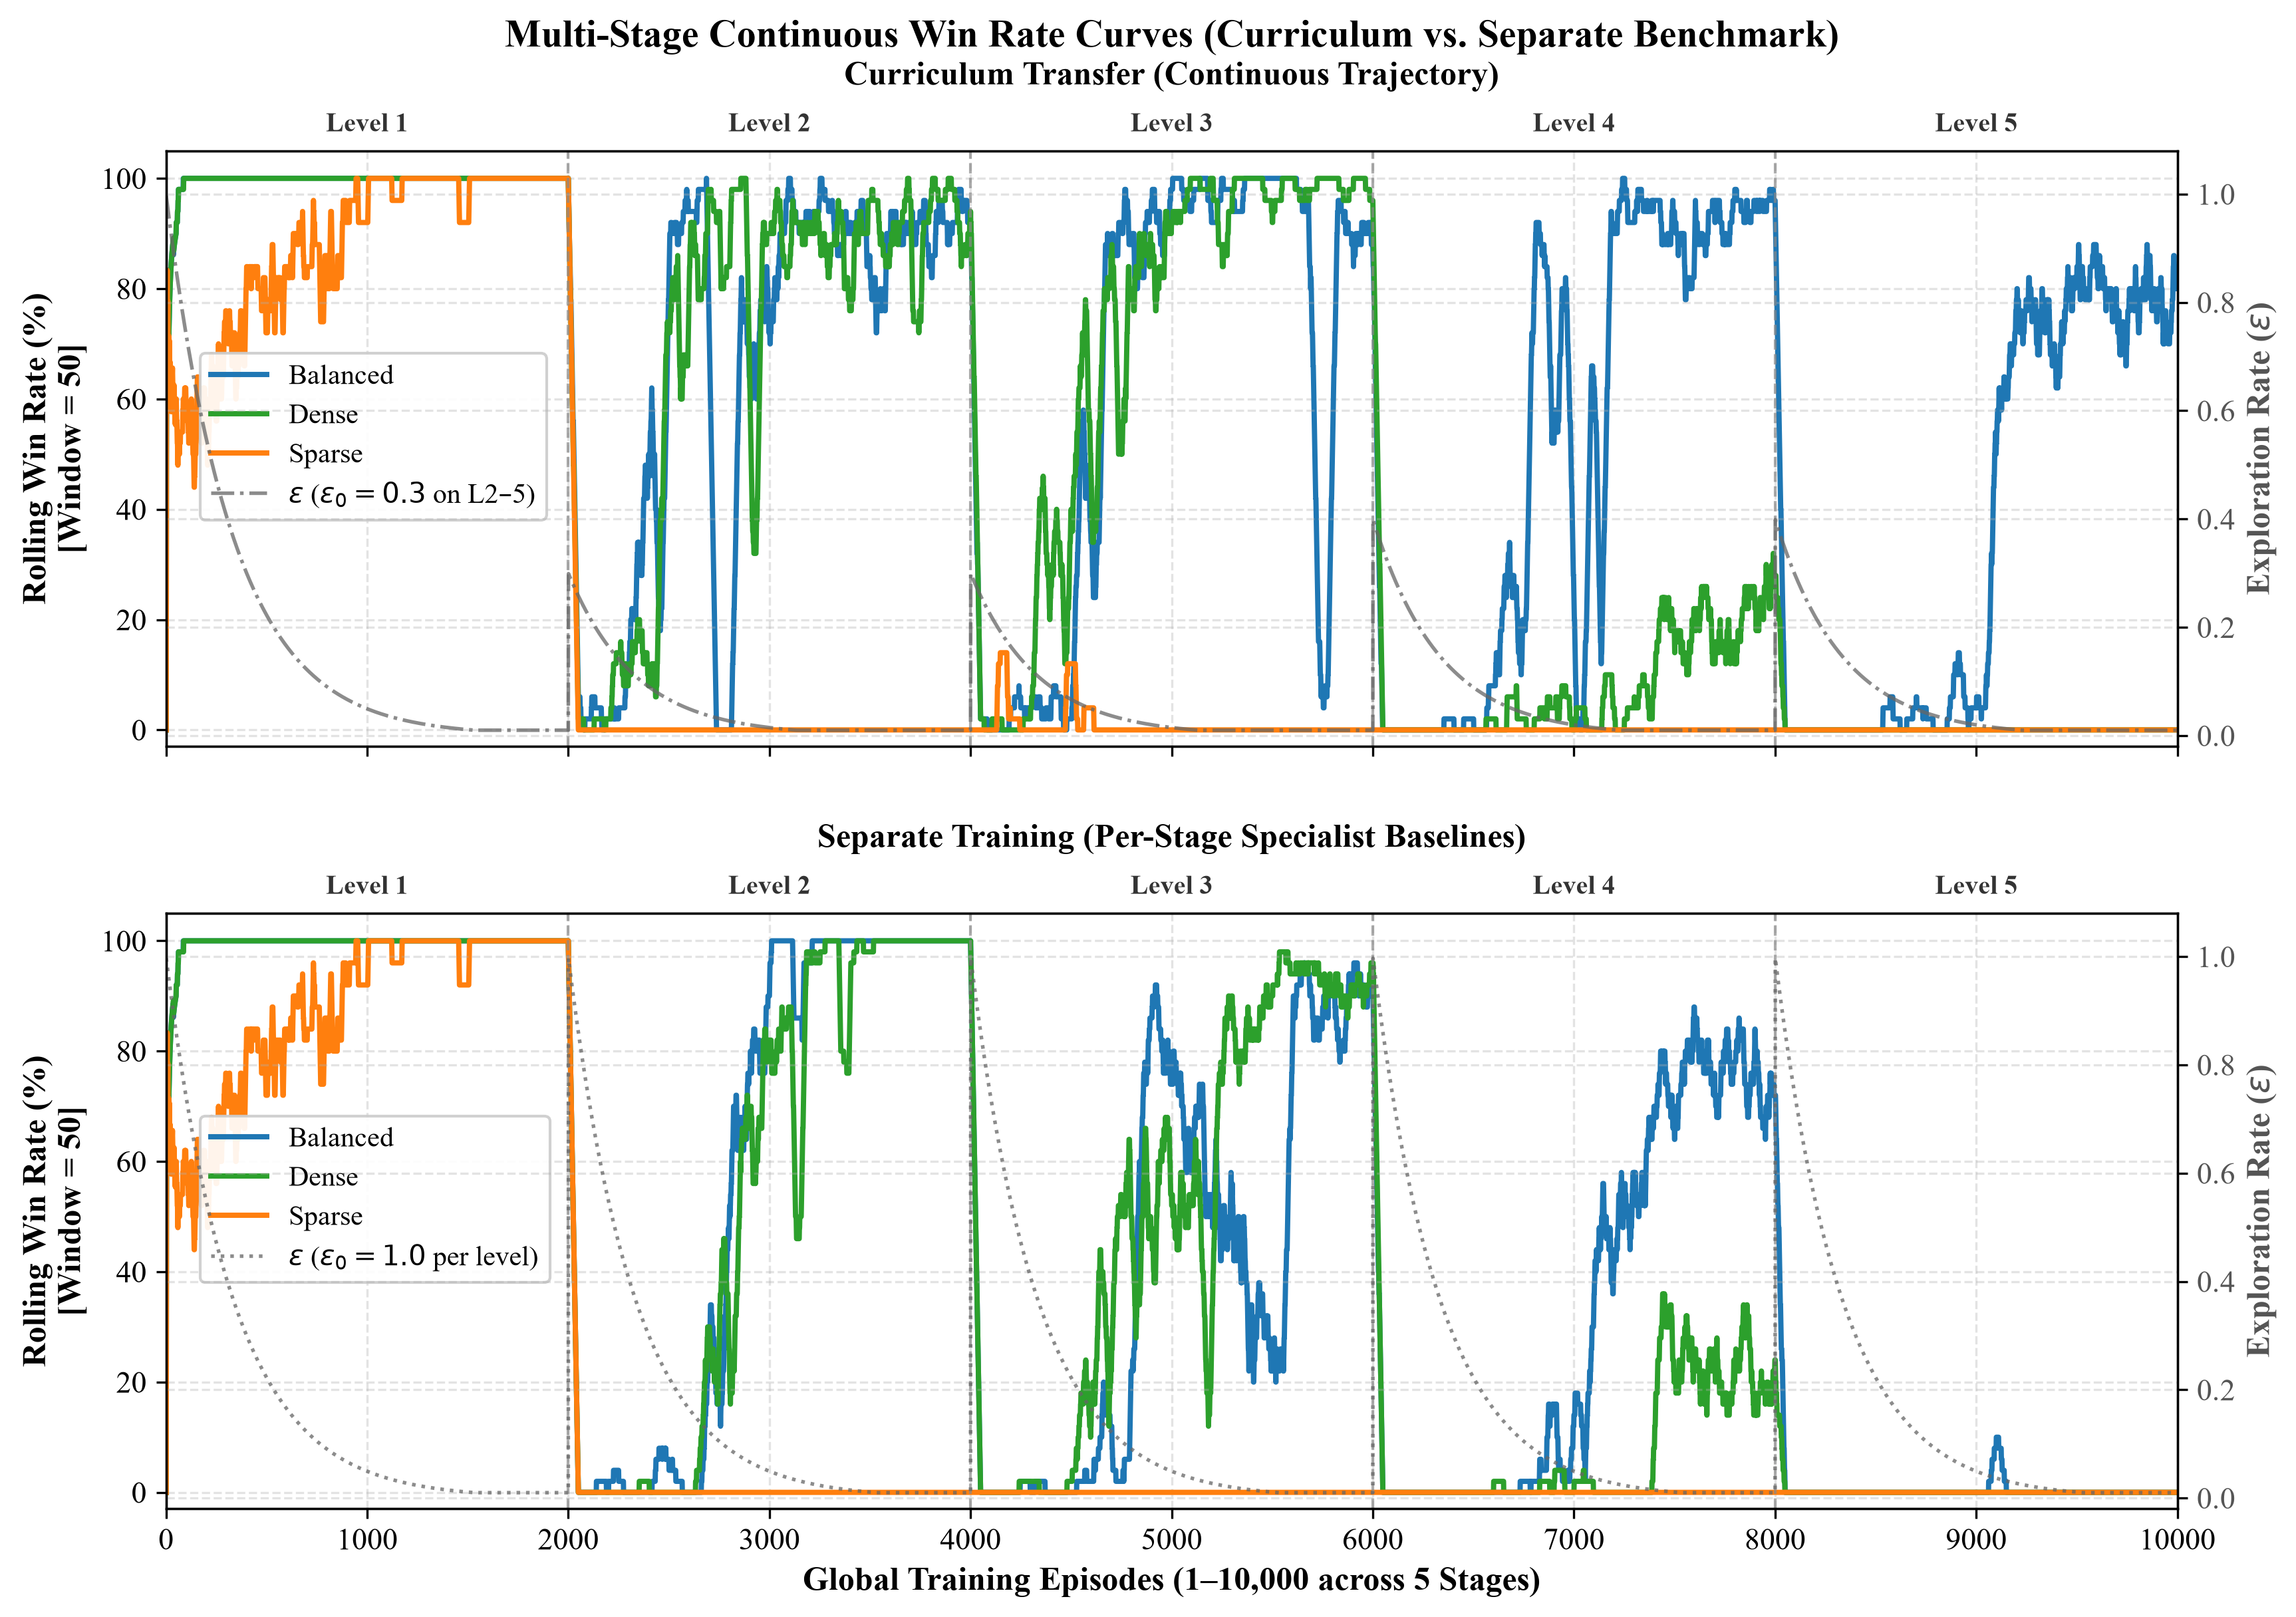 Multi-Stage Continuous Win Rate Curves (Curriculum vs. Separate Benchmark)
Curriculum Transfer (Continuous Trajectory)
Level 1
Level 2
Level 3
Level 4
Level 5
Rolling Win Rate (%)
[Window = 50]
100
80
60
40
20
0
Balanced
Dense
Sparse
ε (ε₀ = 0.3 on L2–5)
1.0
0.8
0.6
0.4
0.2
0.0
Exploration Rate (ε)
Separate Training (Per-Stage Specialist Baselines)
Level 1
Level 2
Level 3
Level 4
Level 5
Rolling Win Rate (%)
[Window = 50]
100
80
60
40
20
0
Balanced
Dense
Sparse
ε (ε₀ = 1.0 per level)
1.0
0.8
0.6
0.4
0.2
0.0
Exploration Rate (ε)
0
1000
2000
3000
4000
5000
6000
7000
8000
9000
10000
Global Training Episodes (1–10,000 across 5 Stages)